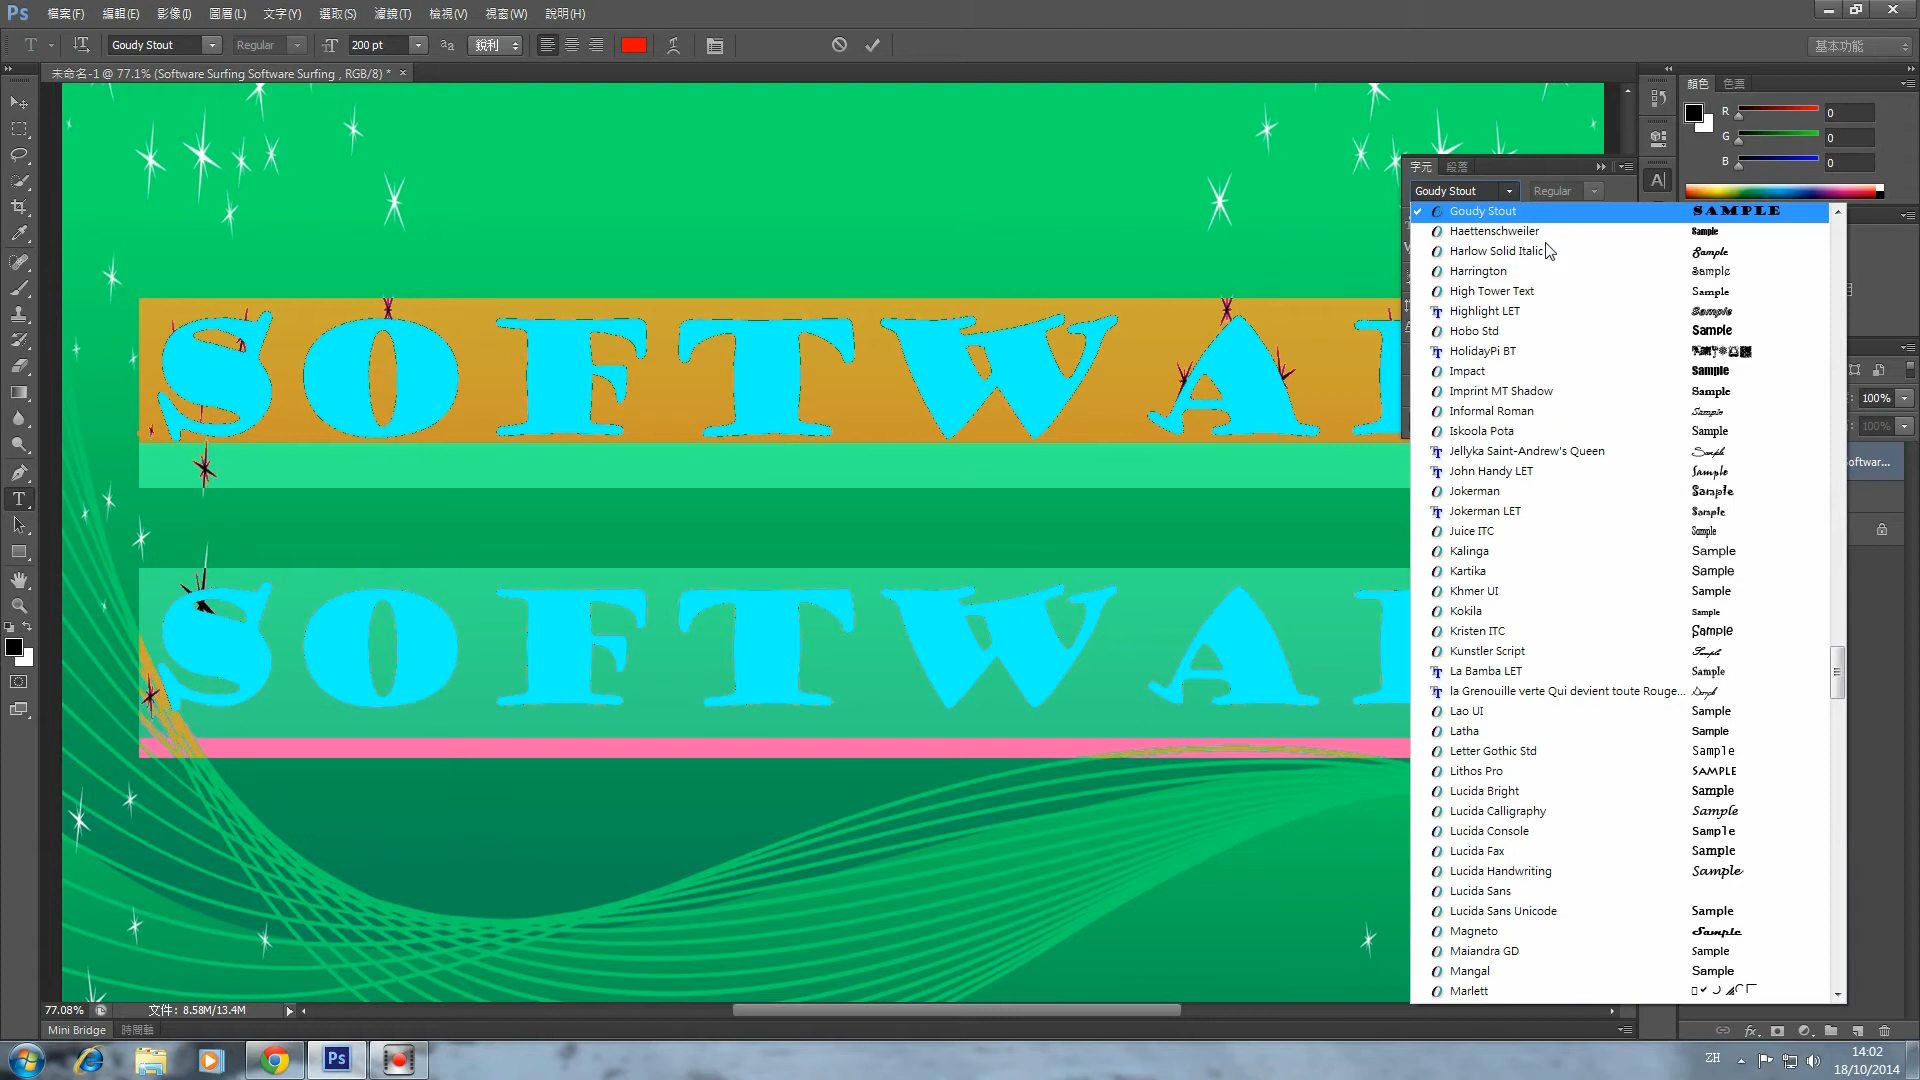 Ps 檔案(F) 編輯(E) 影像(I) 圖層(L) 文字(Y) 選取(S) 濾鏡(T) 檢視(V) 視窗(W) 說明(H)
Goudy Stout Regular 200 pt aa 銳利 基本功能
未命名-1 @ 77.1% (Software Surfing Software Surfing , RGB/8) *
顏色 色票
R 0
G 0
B 0
字元 段落
Goudy Stout Regular
Goudy Stout SAMPLE
Haettenschweiler Sample
Harlow Solid Italic Sample
Harrington Sample
High Tower Text Sample
Highlight LET Sample
Hobo Std Sample
HolidayPi BT
Impact Sample
Imprint MT Shadow Sample
Informal Roman Sample
Iskoola Pota Sample
Jellyka Saint-Andrew's Queen Sample
John Handy LET Sample
Jokerman Sample
Jokerman LET Sample
Juice ITC Sample
Kalinga Sample
Kartika Sample
Khmer UI Sample
Kokila Sample
Kristen ITC Sample
Kunstler Script Sample
La Bamba LET Sample
la Grenouille verte Qui devient toute Rouge... Sample
Lao UI Sample
Latha Sample
Letter Gothic Std Sample
Lithos Pro SAMPLE
Lucida Bright Sample
Lucida Calligraphy Sample
Lucida Console Sample
Lucida Fax Sample
Lucida Handwriting Sample
Lucida Sans
Lucida Sans Unicode Sample
Magneto Sample
Maiandra GD Sample
Mangal Sample
Marlett
SOFTWA
SOFTWA
100%
100%
Softwar...
77.08% 文件: 8.58M/13.4M
Mini Bridge 時間軸
Ps
ZH
14:02
18/10/2014